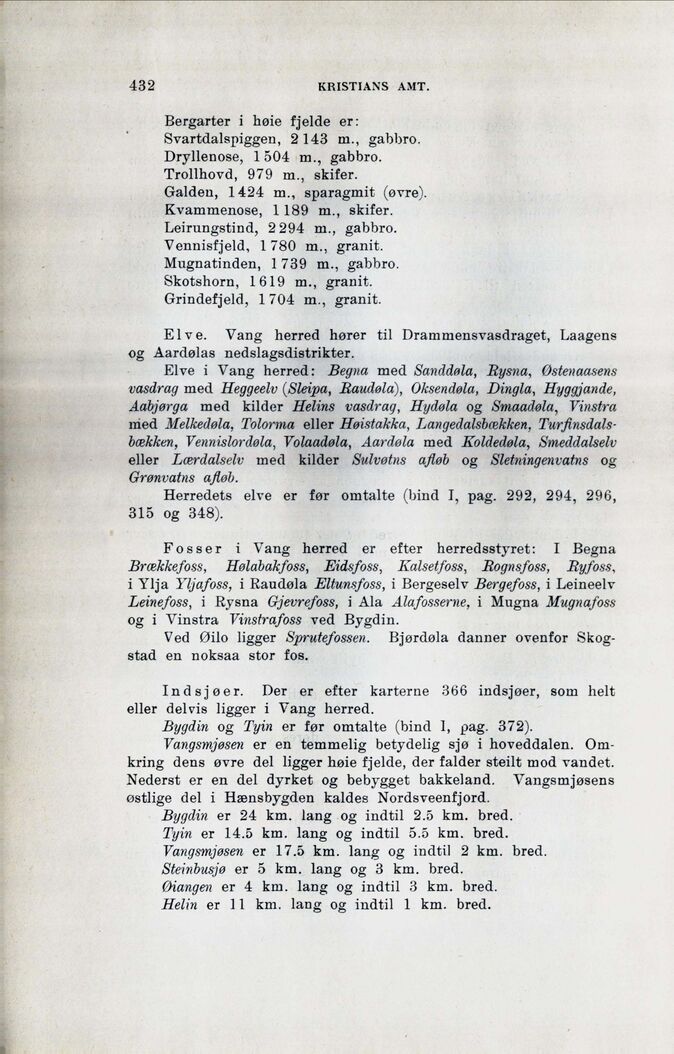 432 KRISTIANS AMT.
Bergarter i høie fjelde er:
Svartdalspiggen, 2 143 m., gabbro.
Dryllenose, 1 504 m., gabbro.
Trollhovd, 979 m., skifer.
Galden, 1 424 m., sparagmit (øvre).
Kvammenose, 1 189 m., skifer.
Leirungstind, 2 294 m., gabbro.
Vennisfjeld, 1 780 m., granit.
Mugnatinden, 1 739 m., gabbro.
Skotshorn, 1 619 m., granit.
Grindefjeld, 1 704 m., granit.
Elve. Vang herred hører til Drammensvasdraget, Laagens
og Aardølas nedslagsdistrikter.
Elve i Vang herred: Begna med Sanddøla, Rysna, Østenaasens
vasdrag med Heggeelv (Sleipa, Raudøla), Oksendøla, Dingla, Hyggjande,
Aabjørga med kilder Helins vasdrag, Hydøla og Smaadøla, Vinstra
med Melkedøla, Tolorma eller Høistakka, Langedalsbækken, Turfinsdals-
bækken, Vennislordøla, Volaadøla, Aardøla med Koldedøla, Smeddalselv
eller Lærdalselv med kilder Sulvøtns afløb og Sletningenvatns og
Grønvatns afløb.
Herredets elve er før omtalte (bind I, pag. 292, 294, 296,
315 og 348).
Fosser i Vang herred er efter herredsstyret: I Begna
Brækkefoss, Hølabakfoss, Eidsfoss, Kalsetfoss, Rognsfoss, Ryfoss,
i Ylja Yljafoss, i Raudøla Eltunsfoss, i Bergeselv Bergefoss, i Leineelv
Leinefoss, i Rysna Gjevrefoss, i Ala Alafosserne, i Mugna Mugnafoss
og i Vinstra Vinstrafoss ved Bygdin.
Ved Øilo ligger Sprutefossen. Bjørdøla danner ovenfor Skog-
stad en noksaa stor fos.
Indsjøer. Der er efter karterne 366 indsjøer, som helt
eller delvis ligger i Vang herred.
Bygdin og Tyin er før omtalte (bind I, pag. 372).
Vangsmjøsen er en temmelig betydelig sjø i hoveddalen. Om-
kring dens øvre del ligger høie fjelde, der falder steilt mod vandet.
Nederst er en del dyrket og bebygget bakkeland. Vangsmjøsens
østlige del i Hænsbygden kaldes Nordsveenfjord.
Bygdin er 24 km. lang og indtil 2.5 km. bred.
Tyin er 14.5 km. lang og indtil 5.5 km. bred.
Vangsmjøsen er 17.5 km. lang og indtil 2 km. bred.
Steinbusjø er 5 km. lang og 3 km. bred.
Øiangen er 4 km. lang og indtil 3 km. bred.
Helin er 11 km. lang og indtil 1 km. bred.